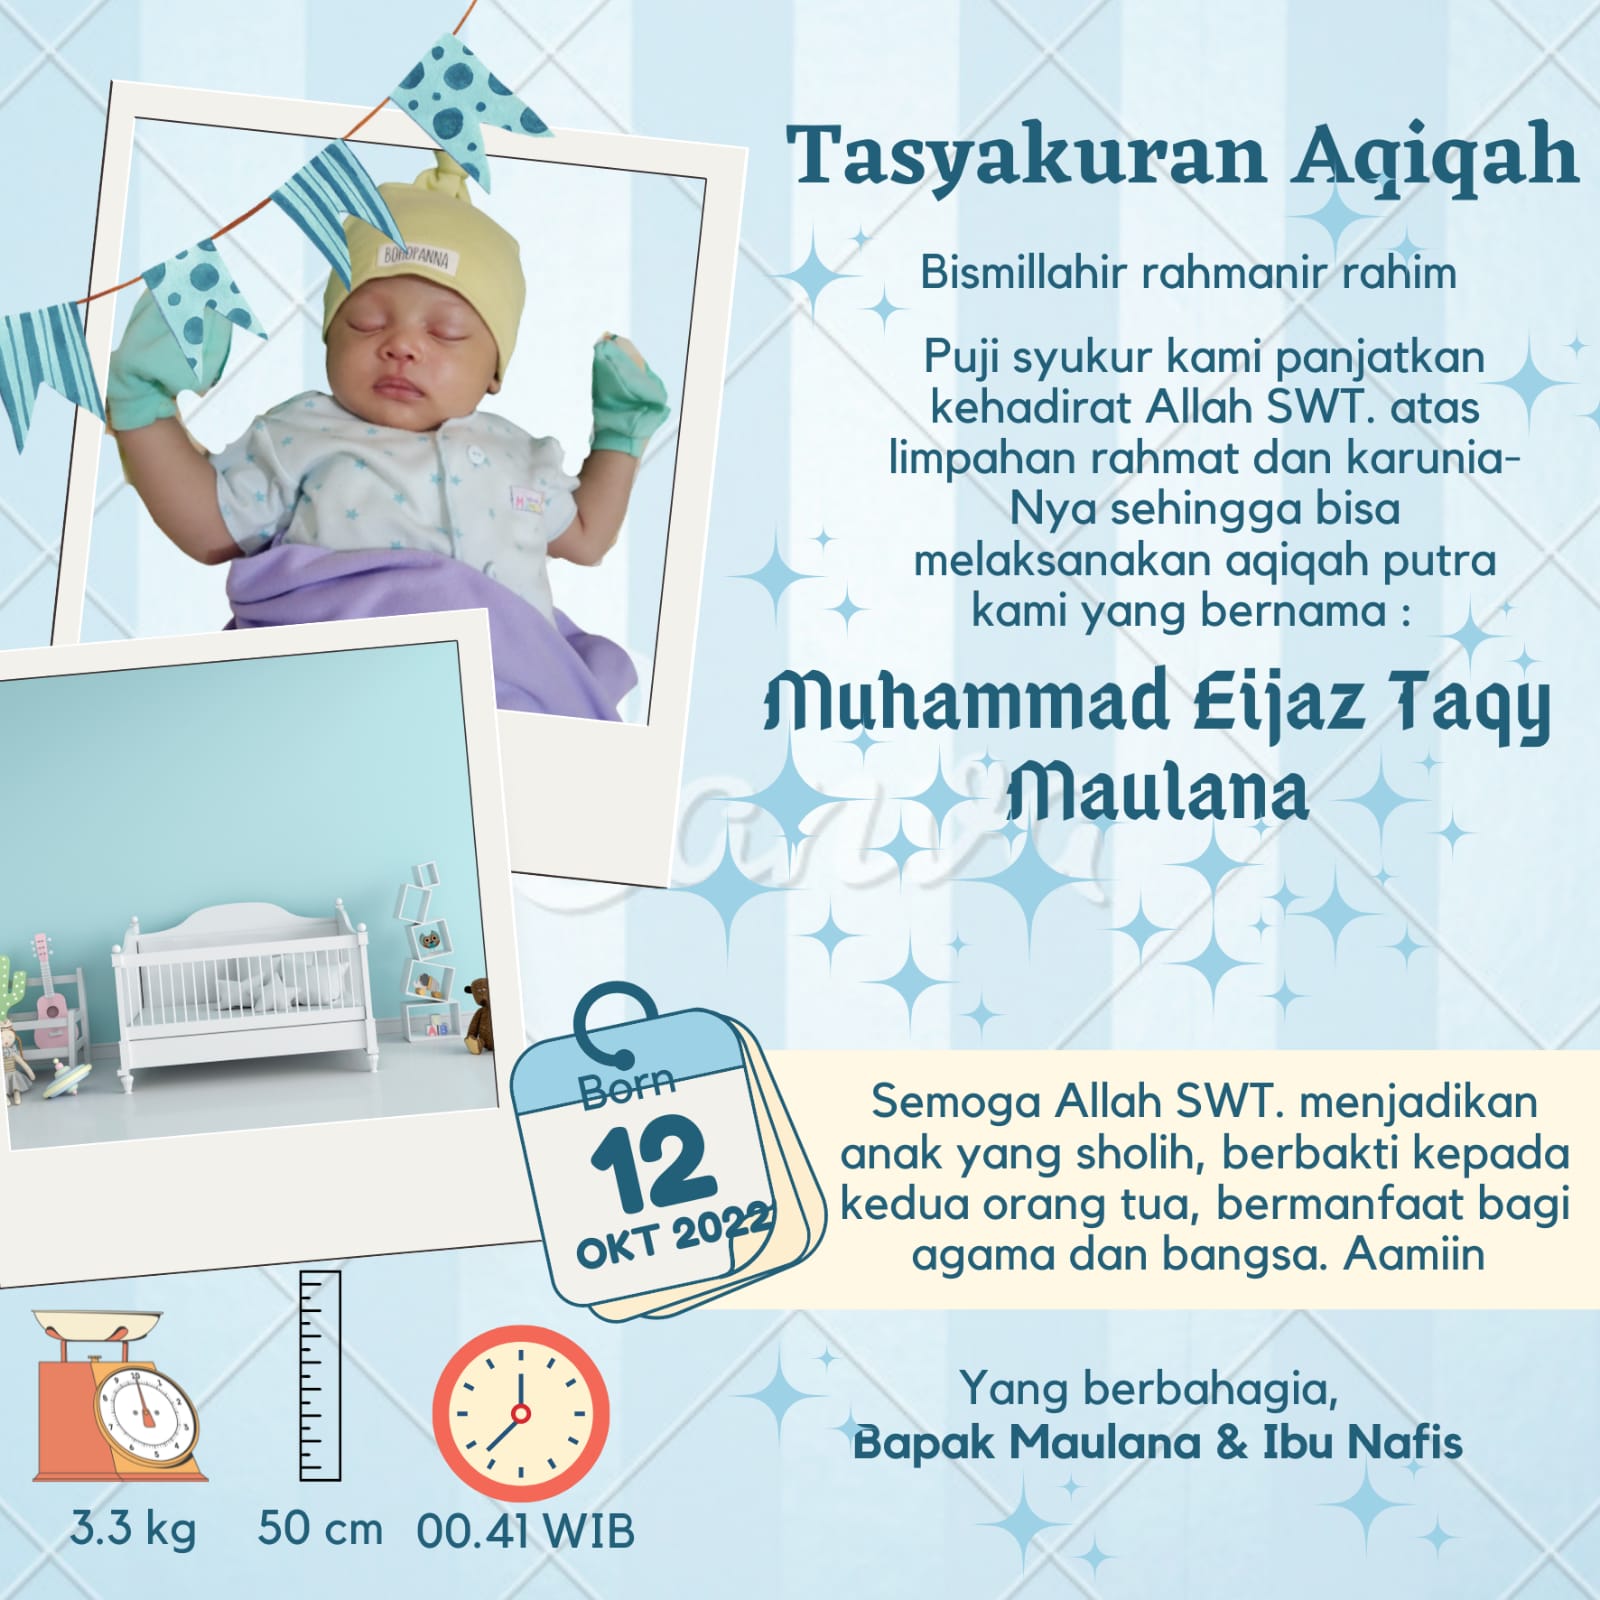 Tasyakuran Aqiqah
Bismillahir rahmanir rahim
Puji syukur kami panjatkan
kehadirat Allah SWT. atas
limpahan rahmat dan karunia-
Nya sehingga bisa
melaksanakan aqiqah putra
kami yang bernama :
Muhammad Eijaz Taqy
Maulana
BOHOPANNA
Born
12
OKT 2022
Semoga Allah SWT. menjadikan
anak yang sholih, berbakti kepada
kedua orang tua, bermanfaat bagi
agama dan bangsa. Aamiin
Yang berbahagia,
Bapak Maulana & Ibu Nafis
3.3 kg
50 cm
00.41 WIB